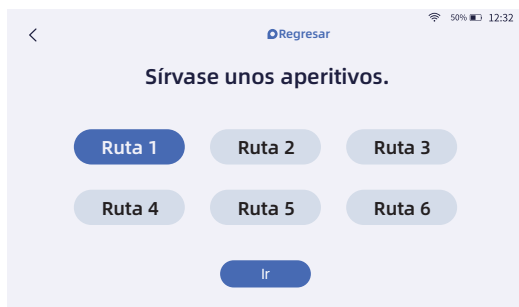 50% 12:32
Regresar
Sírvase unos aperitivos.
Ruta 1 Ruta 2 Ruta 3
Ruta 4 Ruta 5 Ruta 6
Ir